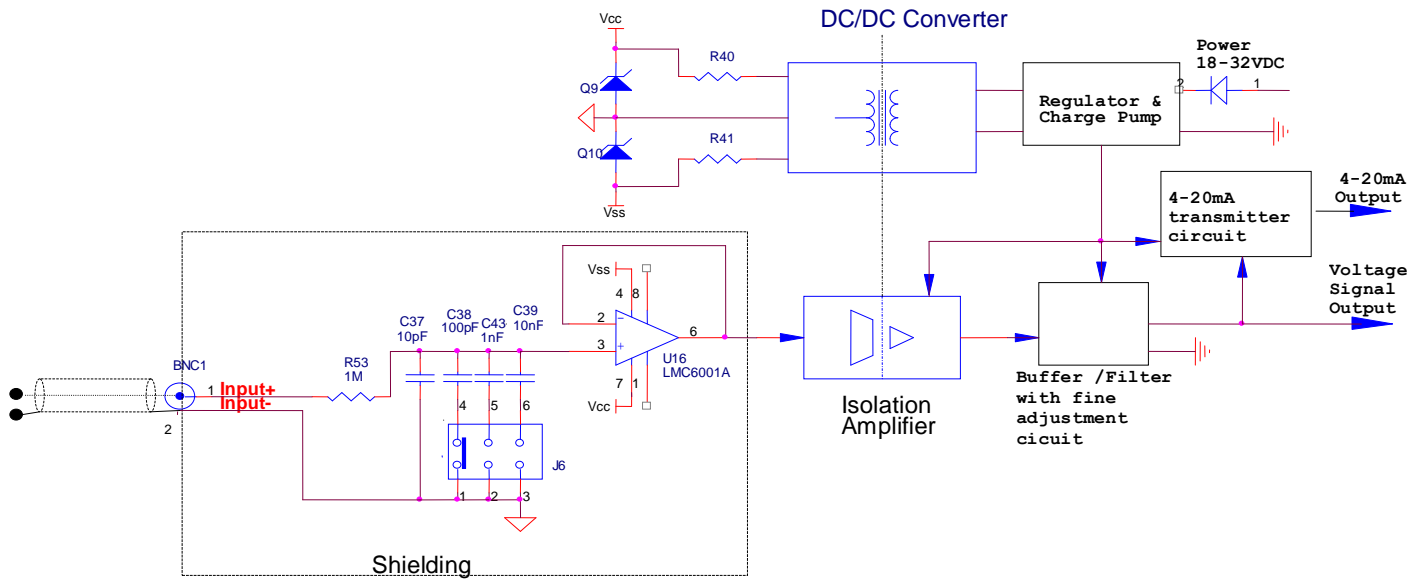 DC/DC Converter
Vcc
R40
Q9
Q10
R41
Vss
Regulator &
Charge Pump
2
1
Power
18-32VDC
4-20mA
transmitter
circuit
4-20mA
Output
Voltage
Signal
Output
Vss
4
8
2
3
6
7
1
Vcc
U16
LMC6001A
C37
10pF
C38
100pF
C43
1nF
C39
10nF
R53
1M
BNC1
1
Input+
Input-
2
4
5
6
J6
1
2
3
Shielding
Isolation
Amplifier
Buffer /Filter
with fine
adjustment
cicuit